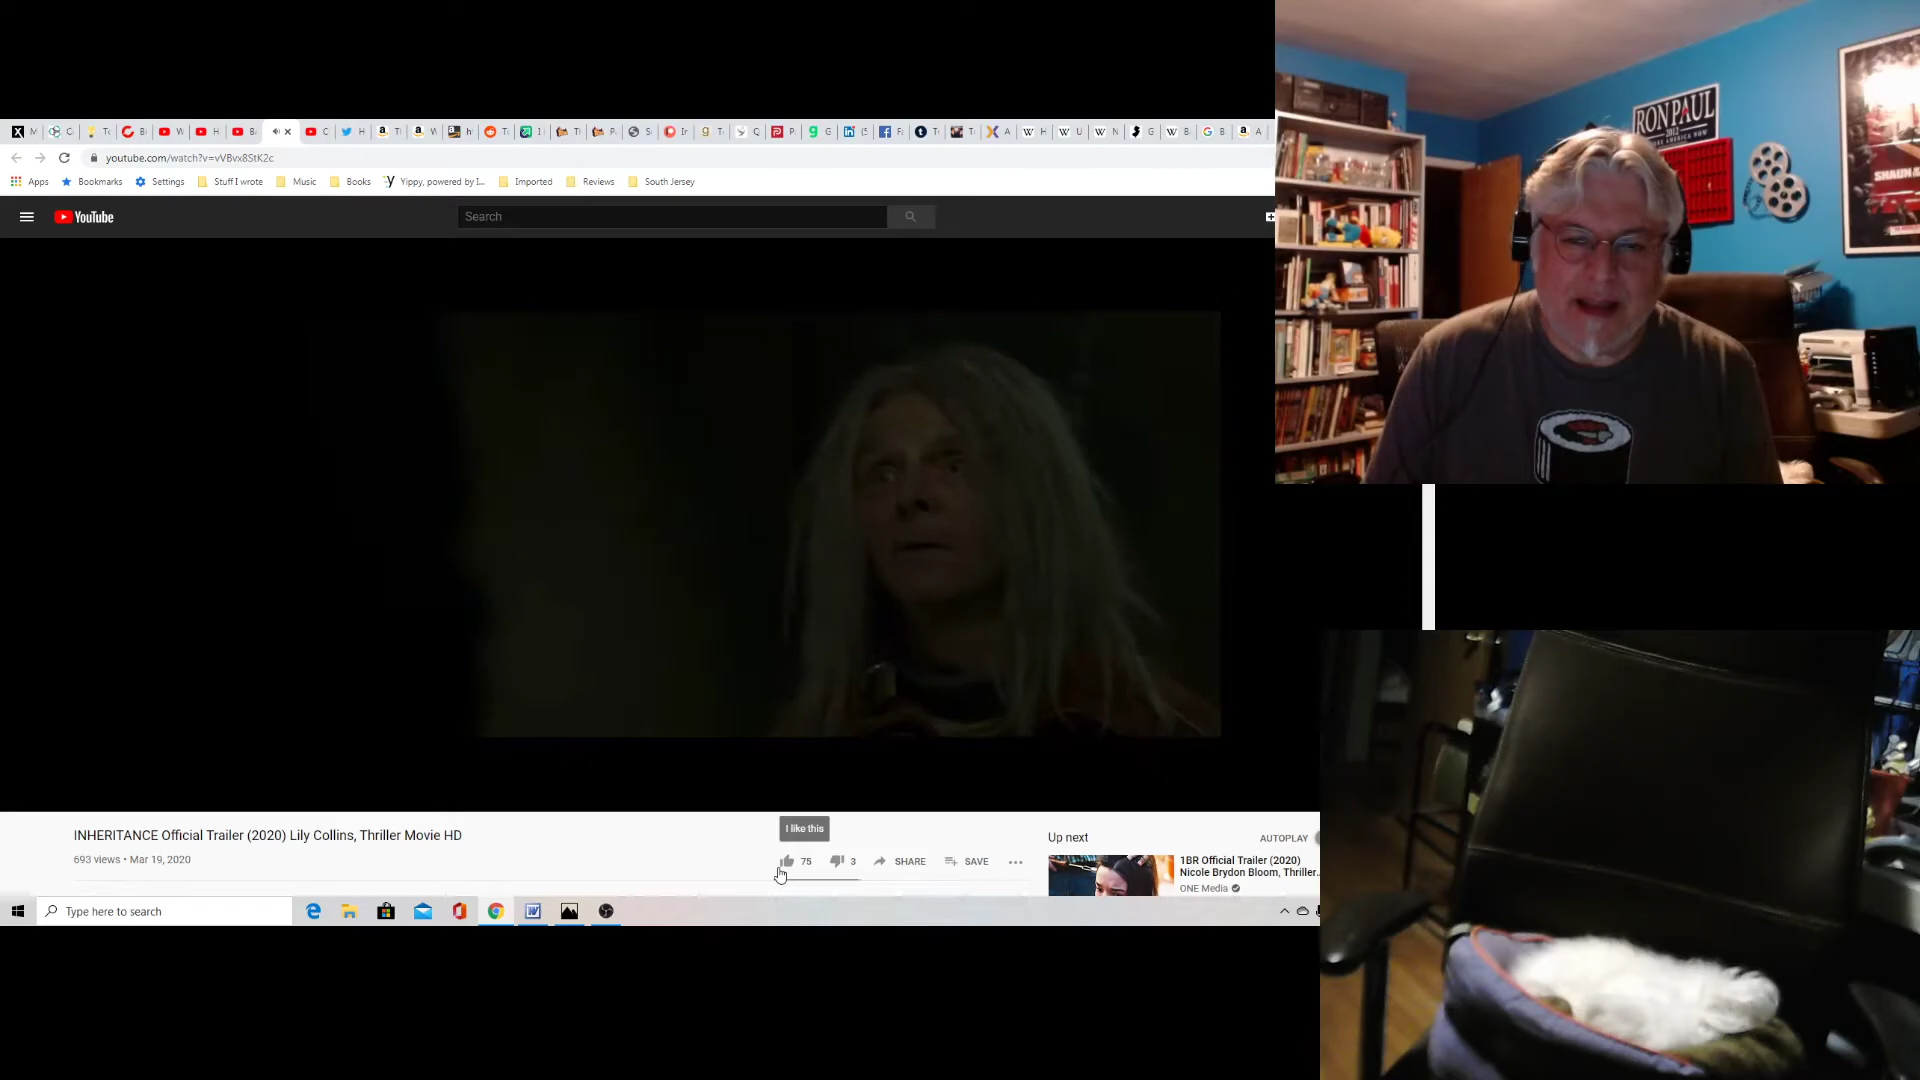 M
youtube.com/watch?v=vVBvx8StK2c
Apps
Bookmarks
Settings
Stuff I wrote
Music
Books
Yippy, powered by I...
Imported
Reviews
South Jersey
YouTube
Search
RON PAUL
2012
SHAUN
INHERITANCE Official Trailer (2020) Lily Collins, Thriller Movie HD
693 views • Mar 19, 2020
I like this
75
3
SHARE
SAVE
Up next
AUTOPLAY
1BR Official Trailer (2020)
Nicole Brydon Bloom, Thriller...
ONE Media
Type here to search